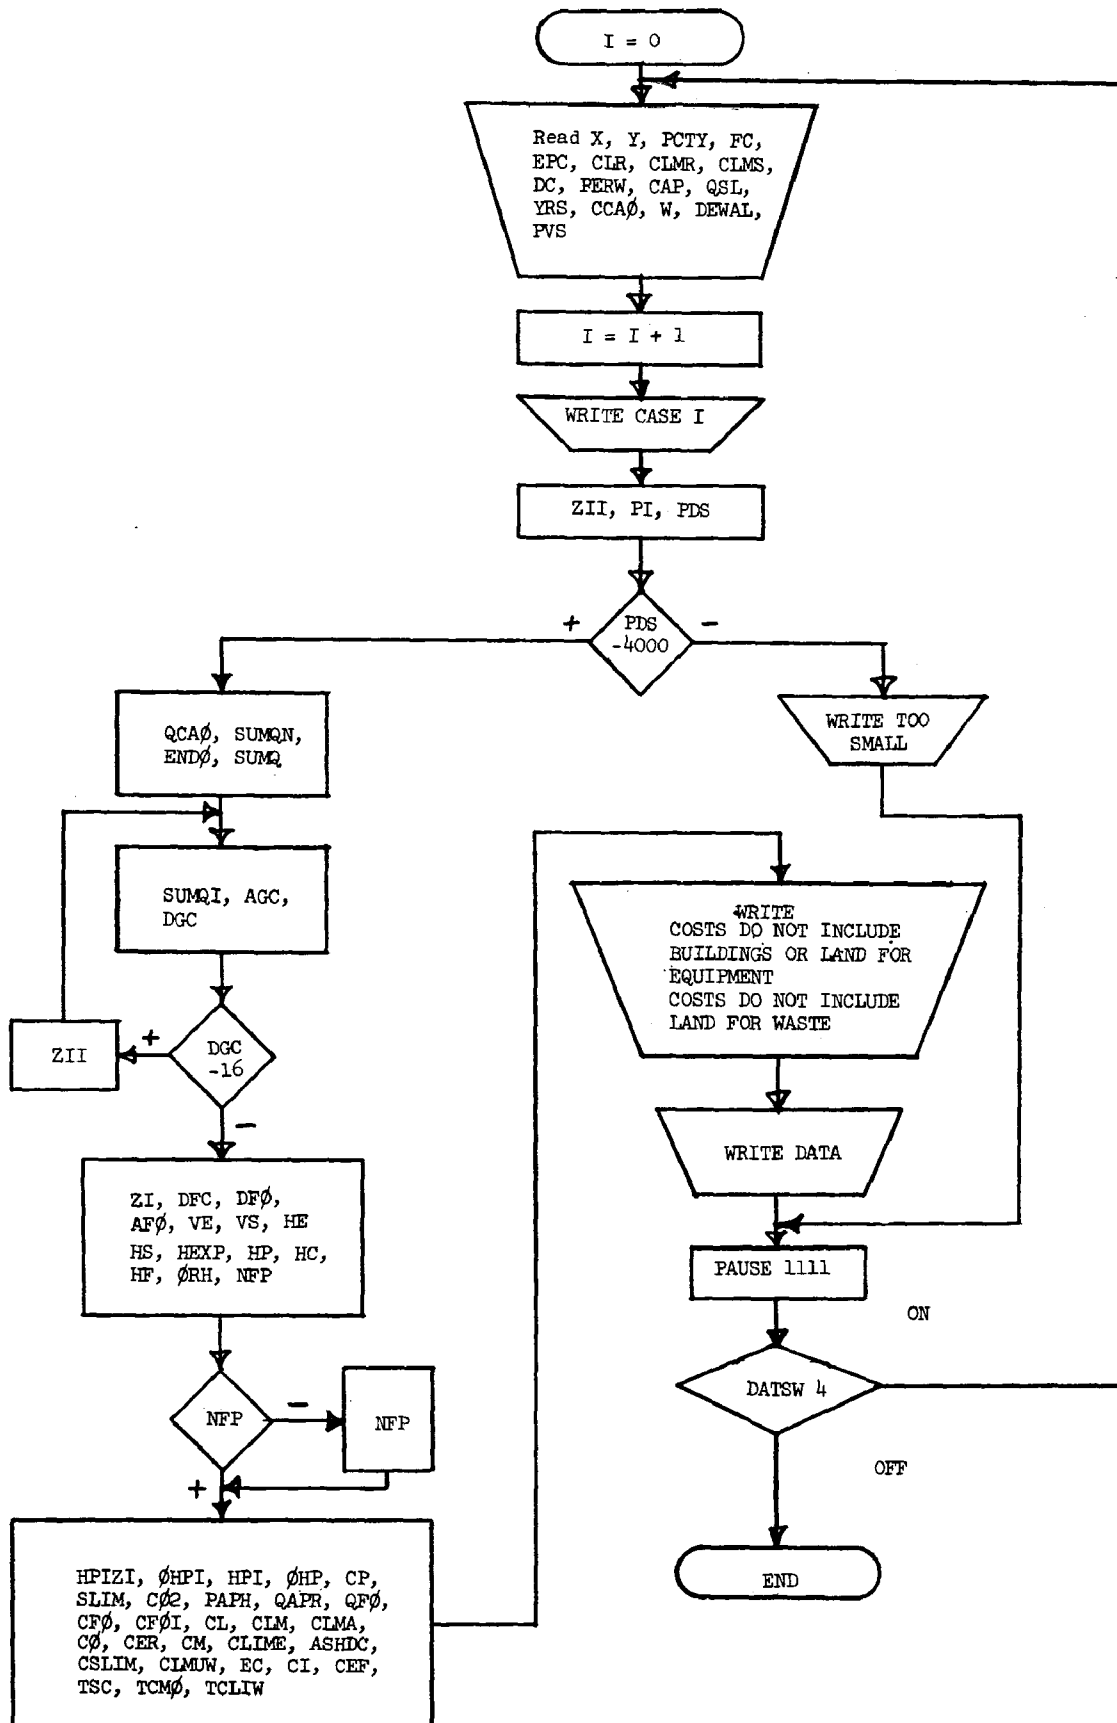 I = 0
Read X, Y, PCTY, FC,
EPC, CLR, CLMR, CLMS,
DC, PERW, CAP, QSL,
YRS, CCAØ, W, DEWAL,
PVS
I = I + 1
WRITE CASE I
ZII, PI, PDS
+
PDS
-4000
-
QCAØ, SUMQN,
ENDØ, SUMQ
WRITE TOO
SMALL
SUMQI, AGC,
DGC
WRITE
COSTS DO NOT INCLUDE
BUILDINGS OR LAND FOR
EQUIPMENT
COSTS DO NOT INCLUDE
LAND FOR WASTE
ZII
+
DGC
-16
-
WRITE DATA
ZI, DFC, DFØ,
AFØ, VE, VS, HE
HS, HEXP, HP, HC,
HF, ØRH, NFP
PAUSE 1111
ON
DATSW 4
OFF
NFP
-
NFP
+
END
HPIZI, ØHPI, HPI, ØHP, CP,
SLIM, CØ2, PAPH, QAPR, QFØ,
CFØ, CFØI, CL, CLM, CLMA,
CØ, CER, CM, CLIME, ASHDC,
CSLIM, CLMUW, EC, CI, CEF,
TSC, TCMØ, TCLIW